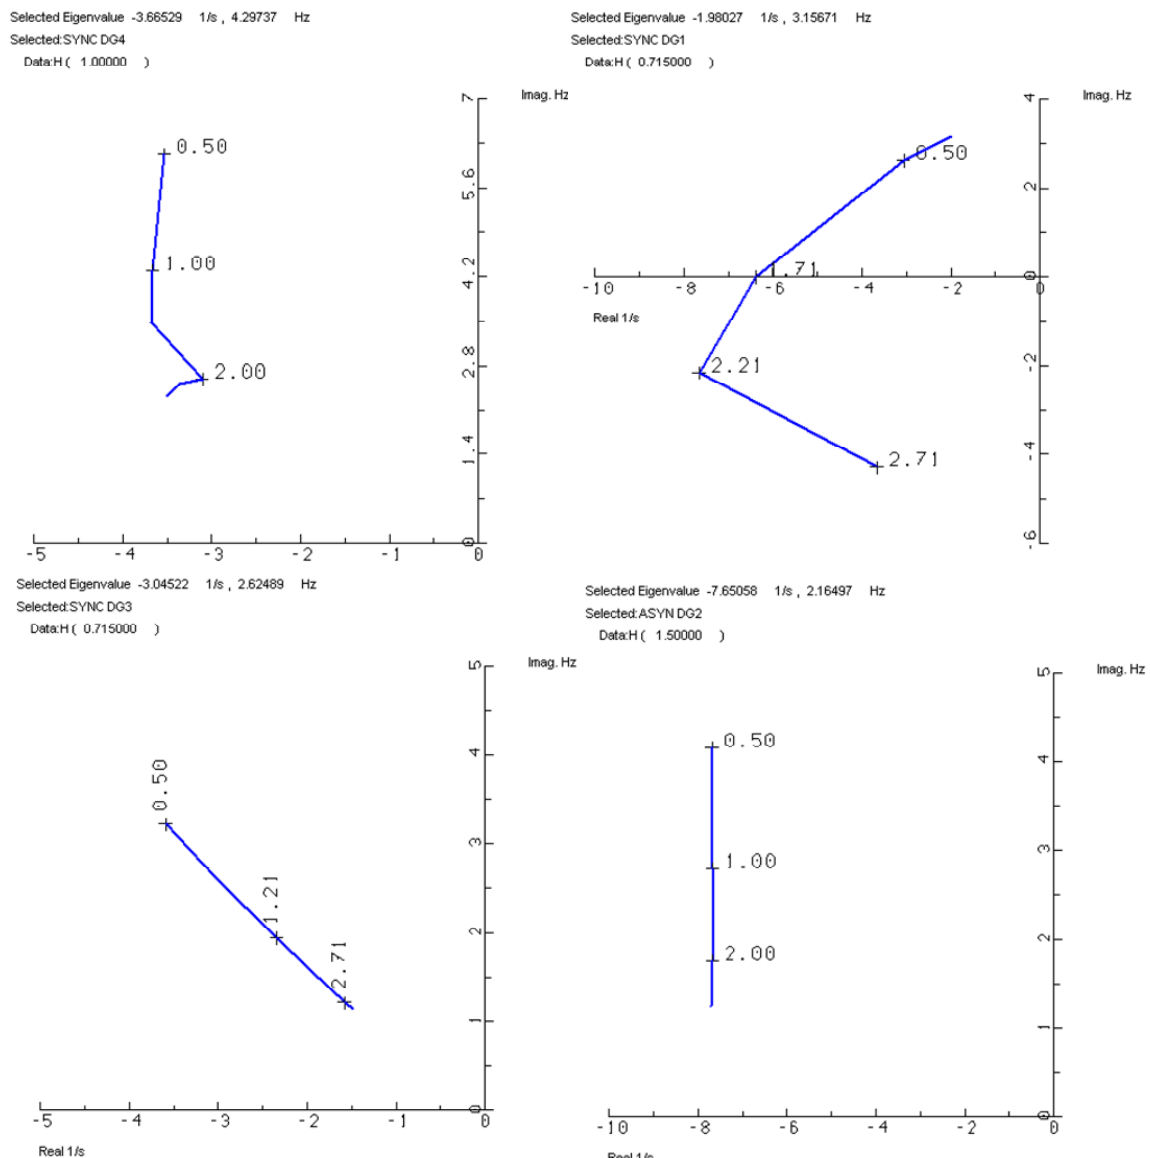 Selected Eigenvalue -3.66529 1/s , 4.29737 Hz
Selected:SYNC DG4
Data:H ( 1.00000 )
Imag. Hz
7
5.6
4.2
2.8
1.4
0
0.50
1.00
2.00
-5 -4 -3 -2 -1 0
Selected Eigenvalue -1.98027 1/s, 3.15671 Hz
Selected:SYNC DG1
Data:H ( 0.715000 )
Imag. Hz
4
2
0
-2
-4
-6
0.50
.71
2.21
2.71
-10 -8 -6 -4 -2 0
Real 1/s
Selected Eigenvalue -3.04522 1/s , 2.62489 Hz
Selected:SYNC DG3
Data:H ( 0.715000 )
Imag. Hz
5
4
3
2
1
0
0.50
1.21
2.71
-5 -4 -3 -2 -1 0
Real 1/s
Selected Eigenvalue -7.65058 1/s , 2.16497 Hz
Selected:ASYN DG2
Data:H ( 1.50000 )
Imag. Hz
5
4
3
2
1
0
0.50
1.00
2.00
-10 -8 -6 -4 -2 0
Real 1/s